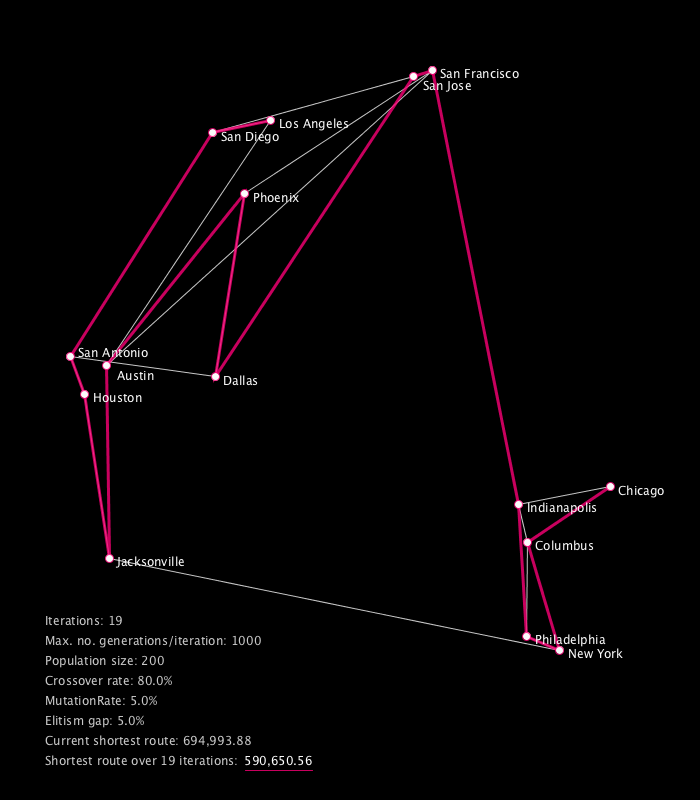 San Francisco
San Jose
Los Angeles
San Diego
Phoenix
San Antonio
Austin
Dallas
Houston
Chicago
Indianapolis
Columbus
Jacksonville
Philadelphia
New York
Iterations: 19
Max. no. generations/iteration: 1000
Population size: 200
Crossover rate: 80.0%
MutationRate: 5.0%
Elitism gap: 5.0%
Current shortest route: 694,993.88
Shortest route over 19 iterations: 590,650.56